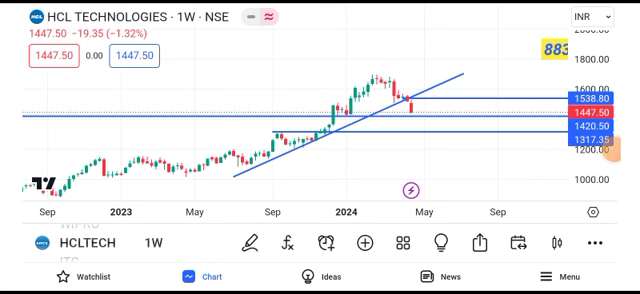 HCL HCL TECHNOLOGIES · 1W · NSE
INR
1447.50 −19.35 (−1.32%)
1447.50 0.00 1447.50
883
1800.00
1600.00
1538.80
1447.50
1420.50
1317.35
1200.00
1000.00
Sep 2023 May Sep 2024 May Sep
HCL HCLTECH 1W
Watchlist Chart Ideas News Menu